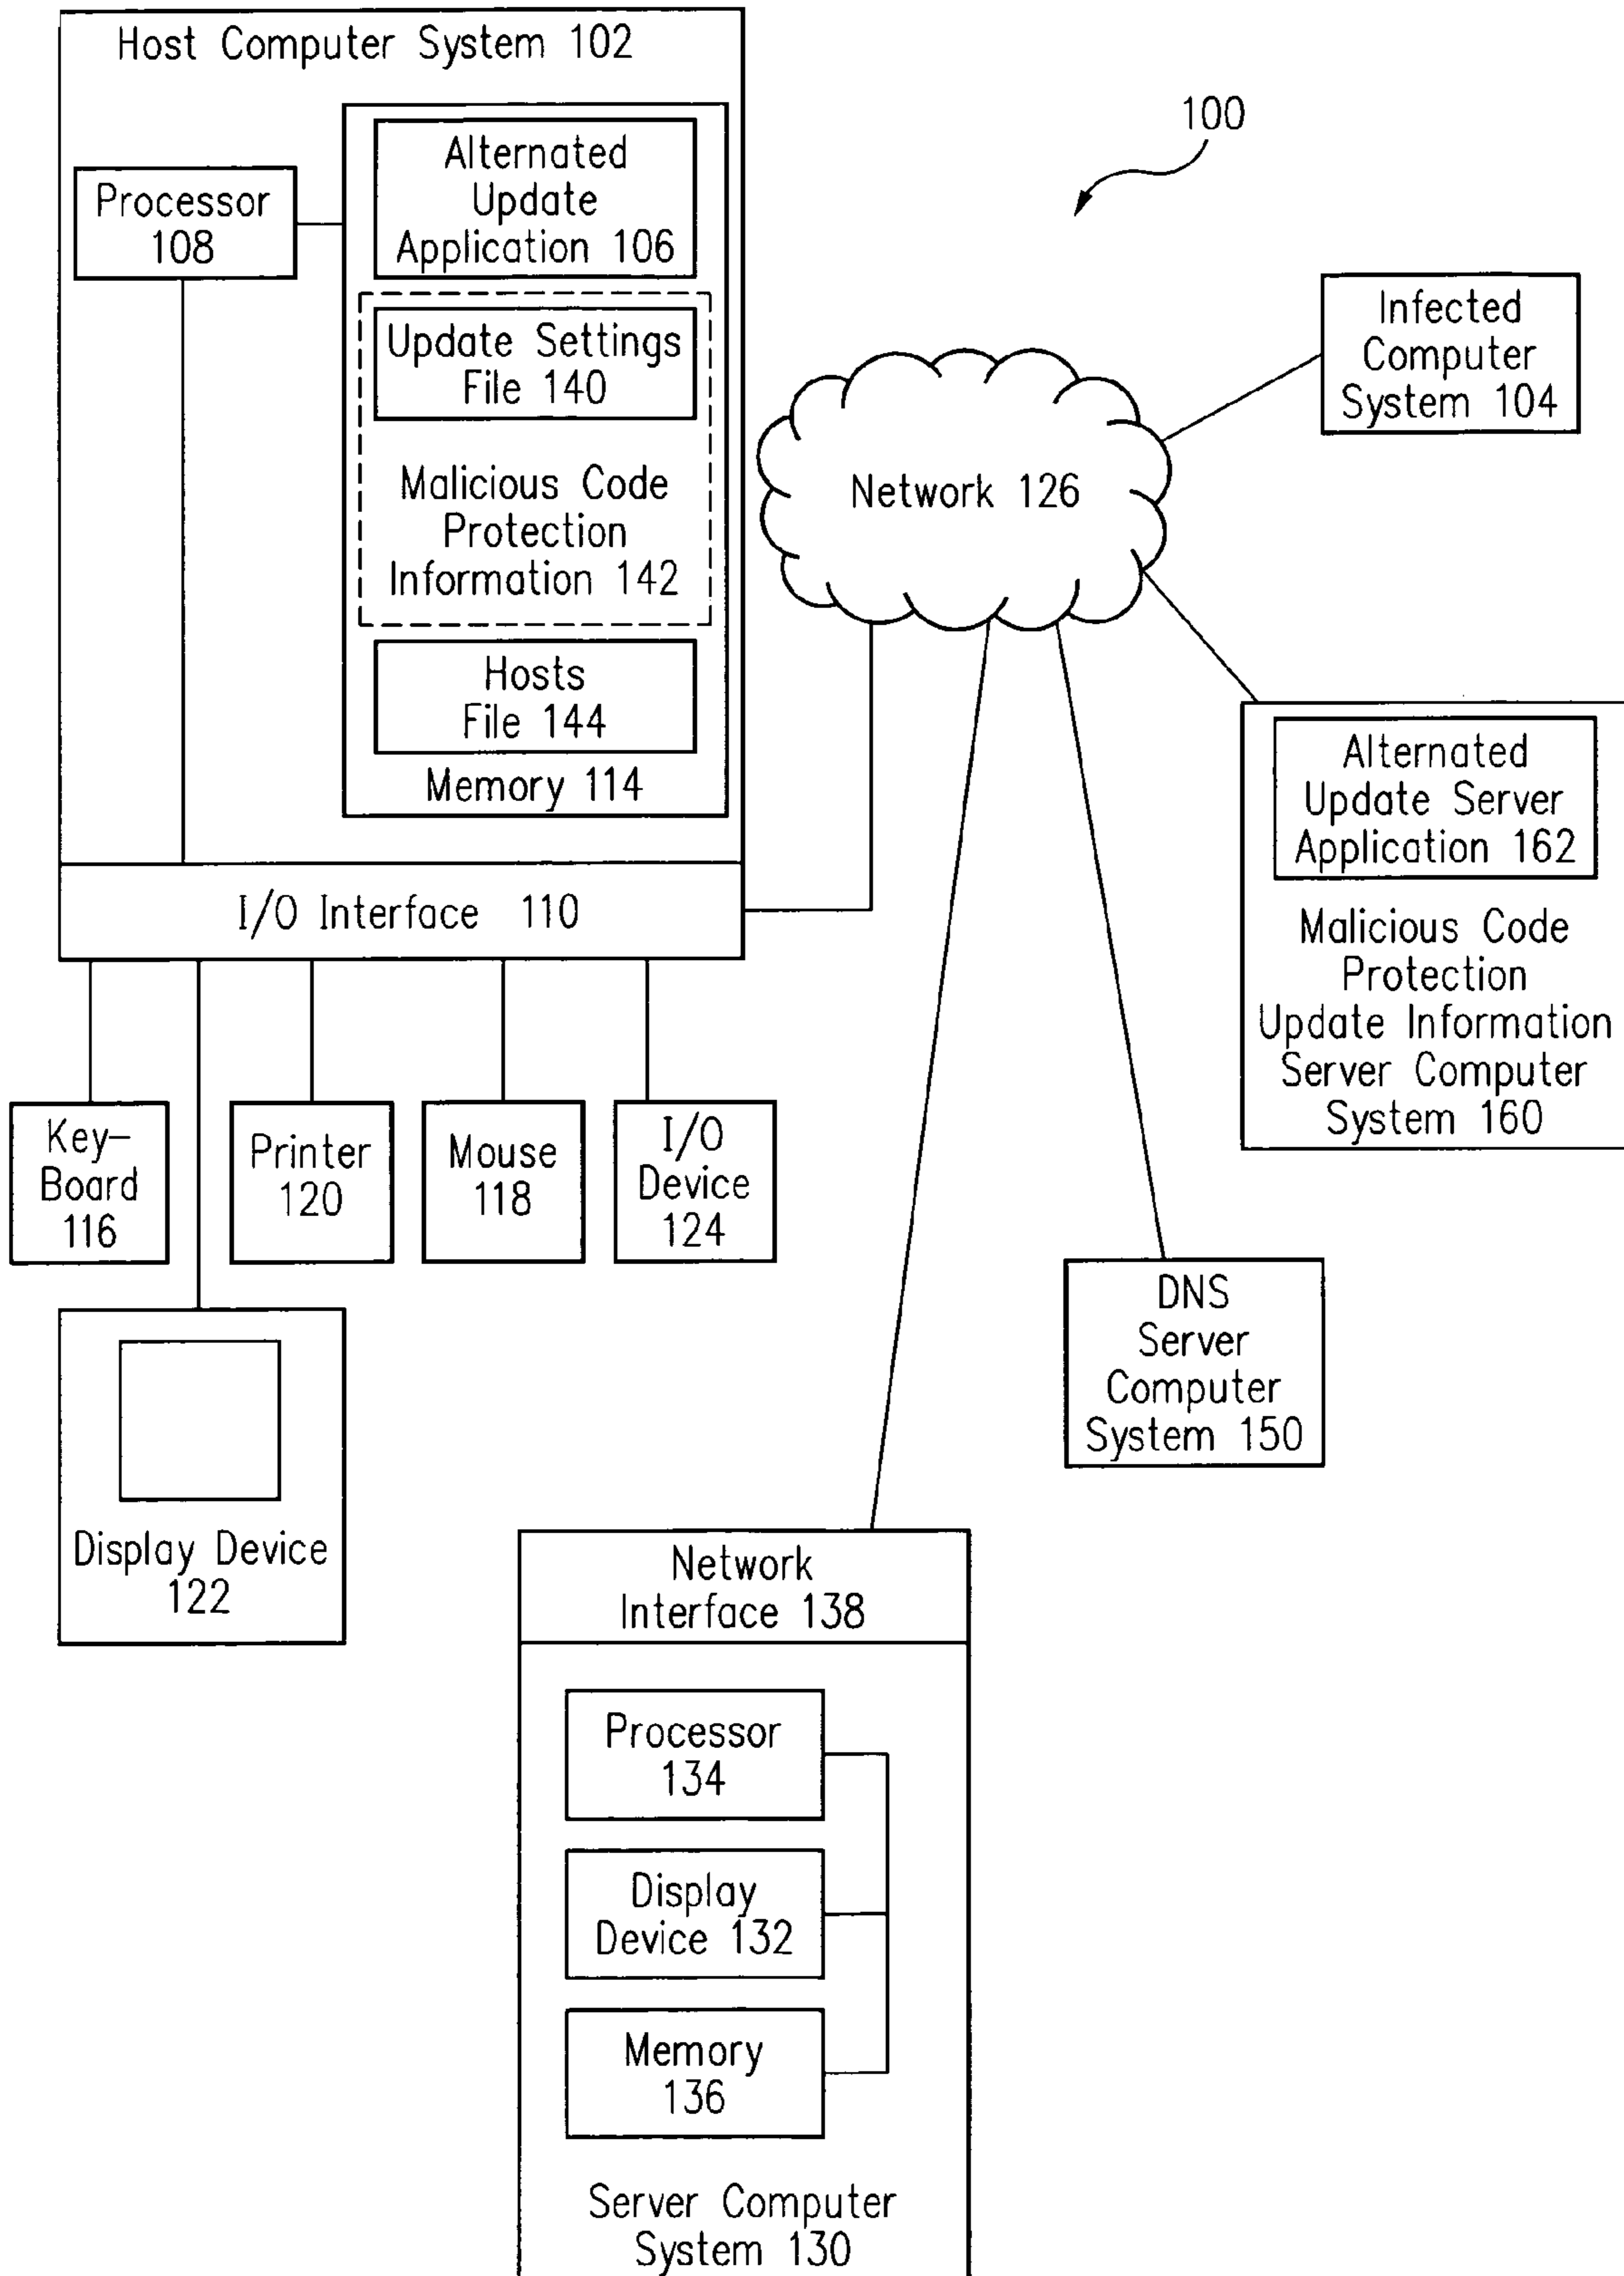 Host Computer System 102
Alternated
Update
Application 106
Processor
108
Update Settings
File 140
Malicious Code
Protection
Information 142
Hosts
File 144
Memory 114
I/O Interface 110
100
Infected
Computer
System 104
Network 126
Alternated
Update Server
Application 162
Malicious Code
Protection
Update Information
Server Computer
System 160
Key-
Board
116
Printer
120
Mouse
118
I/O
Device
124
Display Device
122
DNS
Server
Computer
System 150
Network
Interface 138
Processor
134
Display
Device 132
Memory
136
Server Computer
System 130